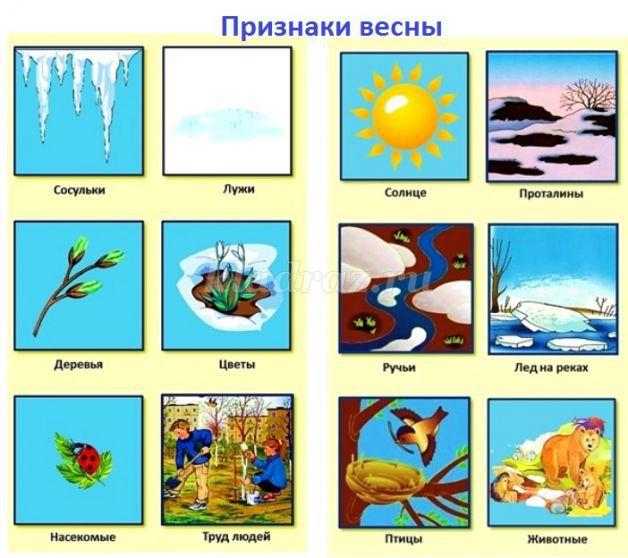 Признаки весны
Сосульки
Лужи
Солнце
Проталины
Деревья
Цветы
Ручьи
Лед на реках
Насекомые
Труд людей
Птицы
Животные